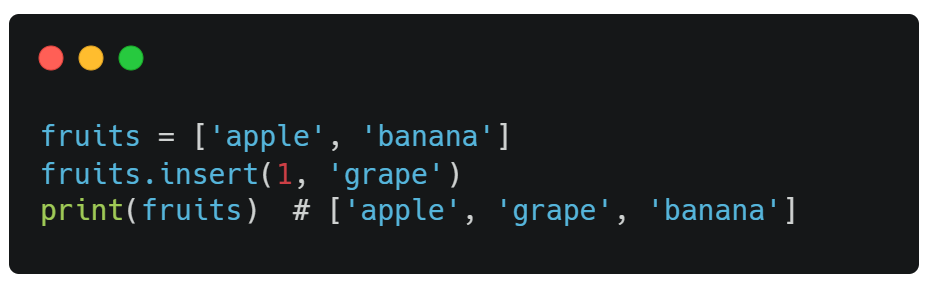 fruits = ['apple', 'banana']
fruits.insert(1, 'grape')
print(fruits)  # ['apple', 'grape', 'banana']